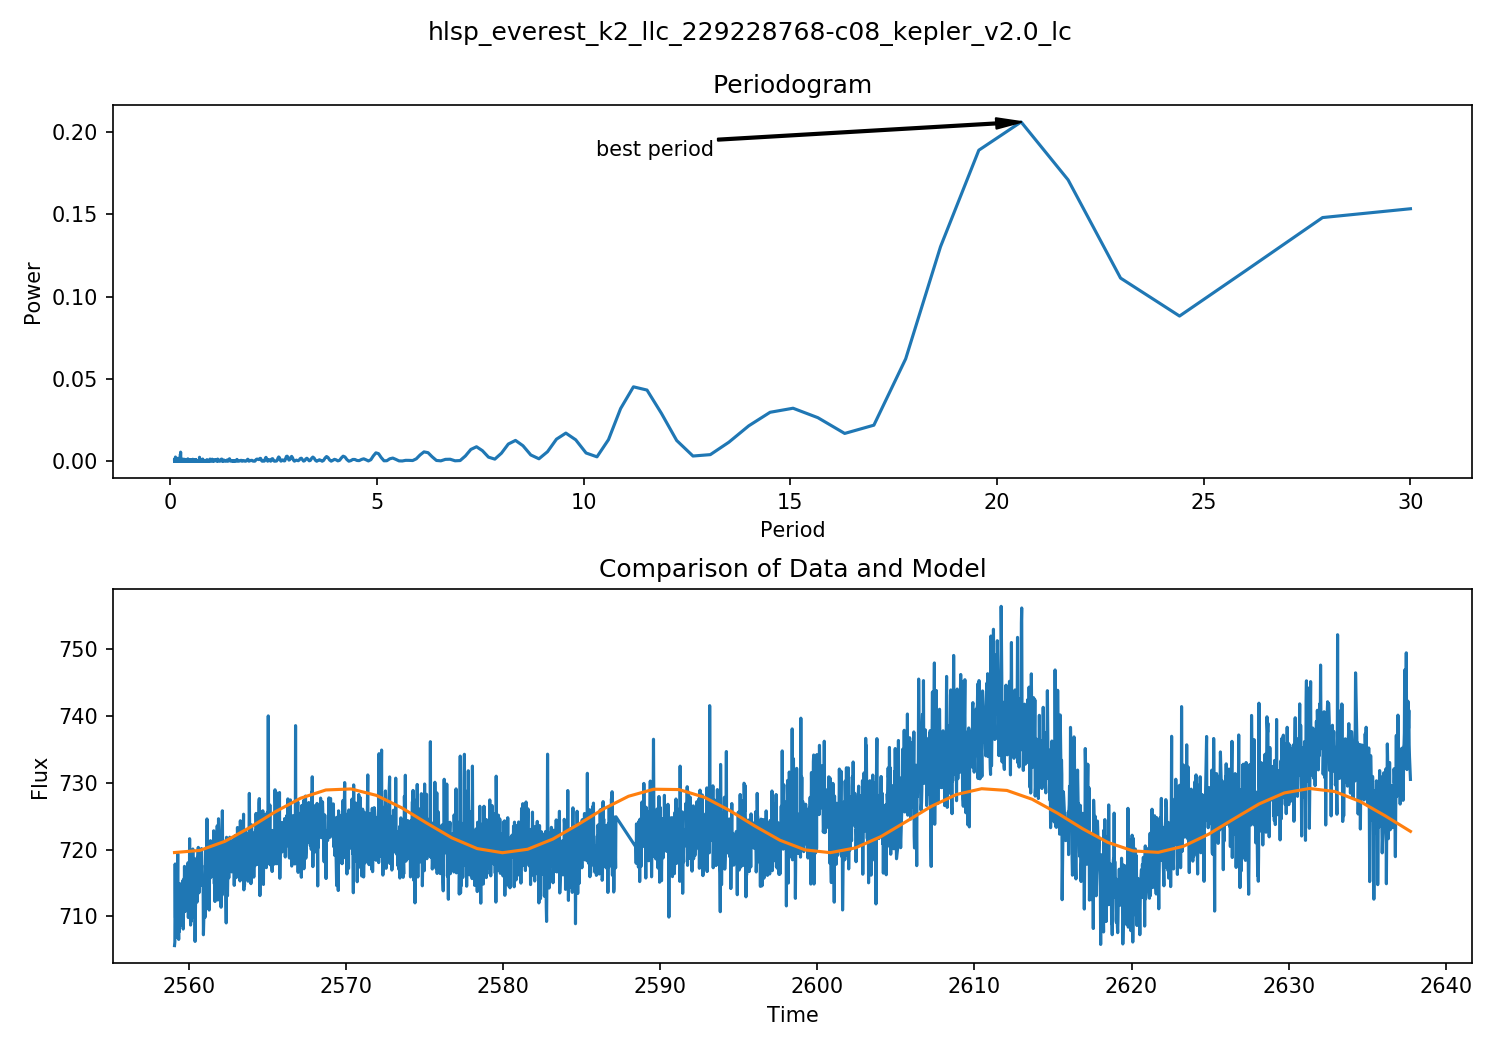 hlsp_everest_k2_llc_229228768-c08_kepler_v2.0_lc
Periodogram
0.20
0.15
0.10
0.05
0.00
Power
best period
0 5 10 15 20 25 30
Period
Comparison of Data and Model
750
740
730
720
710
Flux
2560 2570 2580 2590 2600 2610 2620 2630 2640
Time